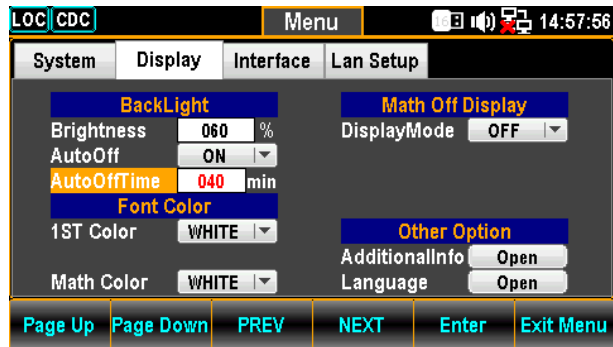 LOC CDC Menu 16 14:57:56
System Display Interface Lan Setup
BackLight
Brightness 060 %
AutoOff ON
AutoOffTime 040 min
Font Color
1ST Color WHITE
Math Color WHITE
Math Off Display
DisplayMode OFF
Other Option
AdditionalInfo Open
Language Open
Page Up Page Down PREV NEXT Enter Exit Menu